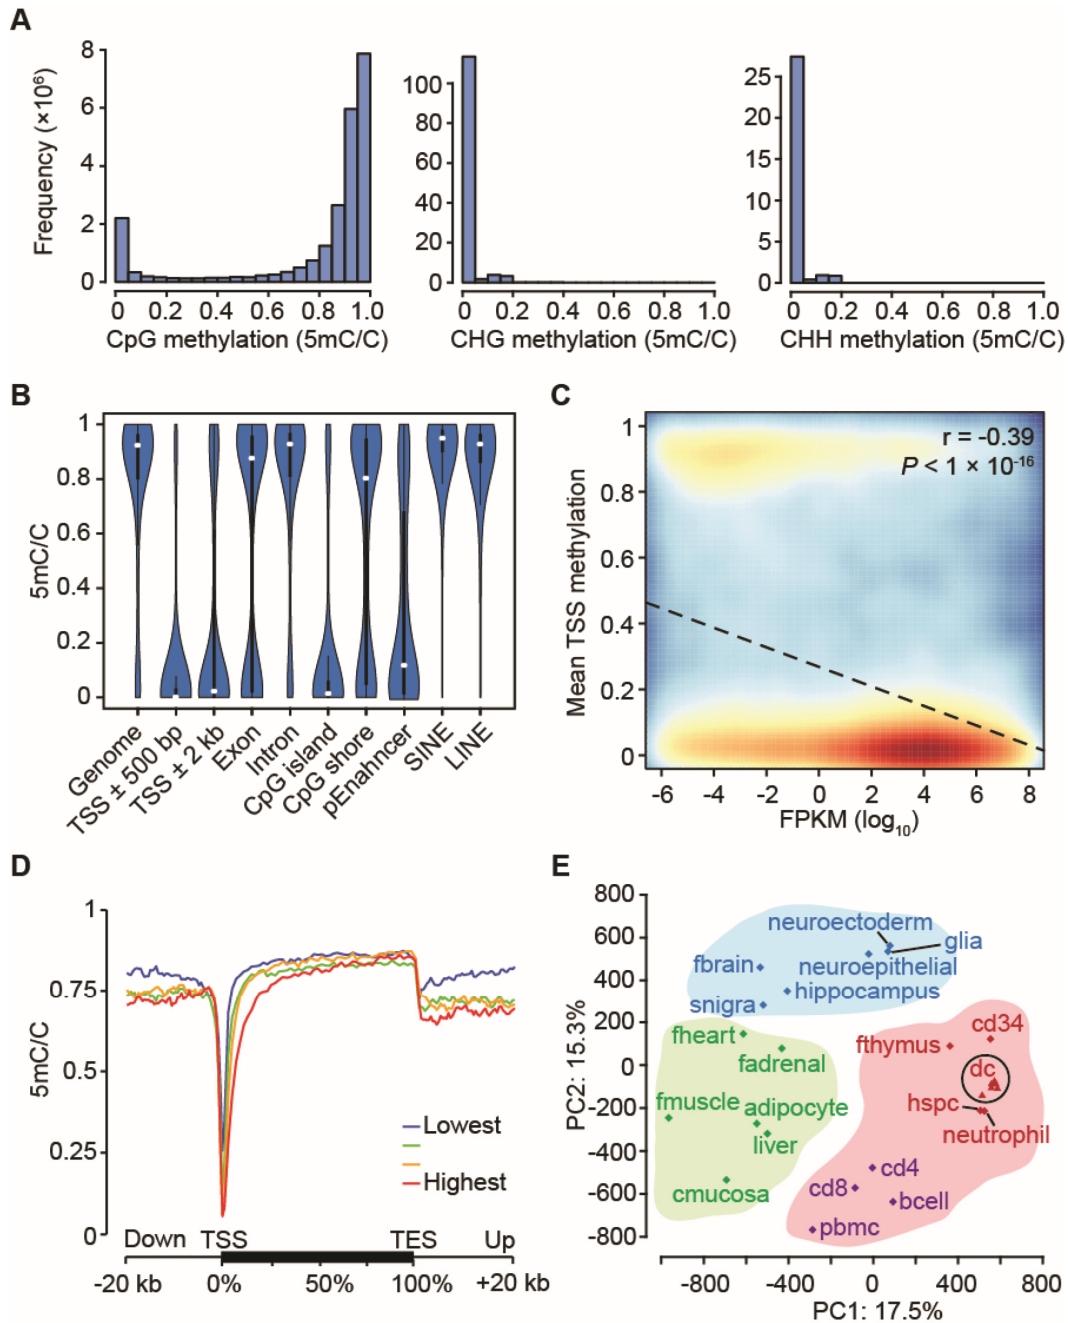 A
Frequency (×10⁶)
8
6
4
2
0
0 0.2 0.4 0.6 0.8 1.0
CpG methylation (5mC/C)
100
80
60
40
20
0
0 0.2 0.4 0.6 0.8 1.0
CHG methylation (5mC/C)
25
20
15
10
5
0
0 0.2 0.4 0.6 0.8 1.0
CHH methylation (5mC/C)
B
5mC/C
1
0.8
0.6
0.4
0.2
0
Genome
TSS ± 500 bp
TSS ± 2 kb
Exon
Intron
CpG island
CpG shore
pEnahncer
SINE
LINE
C
Mean TSS methylation
1
0.8
0.6
0.4
0.2
0
r = -0.39
P < 1 × 10⁻¹⁶
-6 -4 -2 0 2 4 6 8
FPKM (log₁₀)
D
5mC/C
1
0.75
0.5
0.25
0
Lowest
Highest
Down TSS TES Up
-20 kb 0% 50% 100% +20 kb
E
PC2: 15.3%
800
600
400
200
0
-200
-400
-600
-800
neuroectoderm
glia
fbrain
neuroepithelial
hippocampus
snigra
fheart
fadrenal
fmuscle
adipocyte
liver
cmucosa
cd34
fthymus
dc
hspc
neutrophil
cd4
cd8
bcell
pbmc
-800 -400 0 400 800
PC1: 17.5%